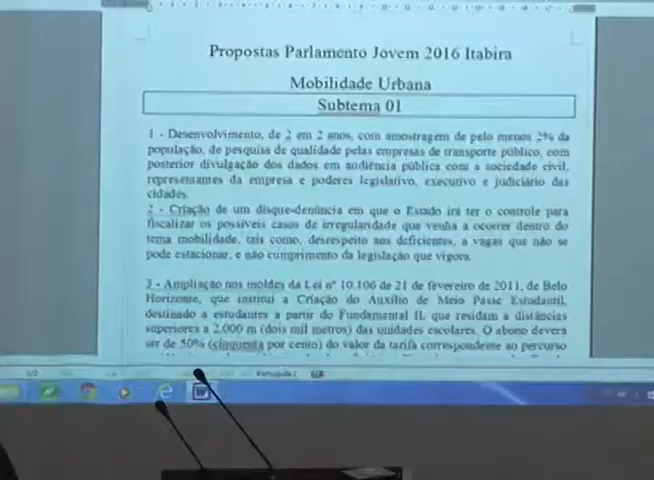 Propostas Parlamento Jovem 2016 Itabira
Mobilidade Urbana
Subtema 01
1 - Desenvolvimento, de 2 em 2 anos, com amostragem de pelo menos 2% da
população, de pesquisa de qualidade pelas empresas de transporte público, com
posterior divulgação dos dados em audiência pública com a sociedade civil,
representantes da empresa e poderes legislativo, executivo e judiciário das
cidades.
2 - Criação de um disque-denúncia em que o Estado irá ter o controle para
fiscalizar os possíveis casos de irregularidade que venha a ocorrer dentro do
tema mobilidade, tais como, desrespeito aos deficientes, a vagas que não se
pode estacionar, e não cumprimento da legislação que vigora.
3 - Ampliação nos moldes da Lei nº 10.106 de 21 de fevereiro de 2011, de Belo
Horizonte, que institui a Criação do Auxílio de Meio Passe Estudantil,
destinado a estudantes a partir do Fundamental II, que residam a distâncias
superiores a 2.000 m (dois mil metros) das unidades escolares. O abono deverá
ser de 50% (cinquenta por cento) do valor da tarifa correspondente ao percurso